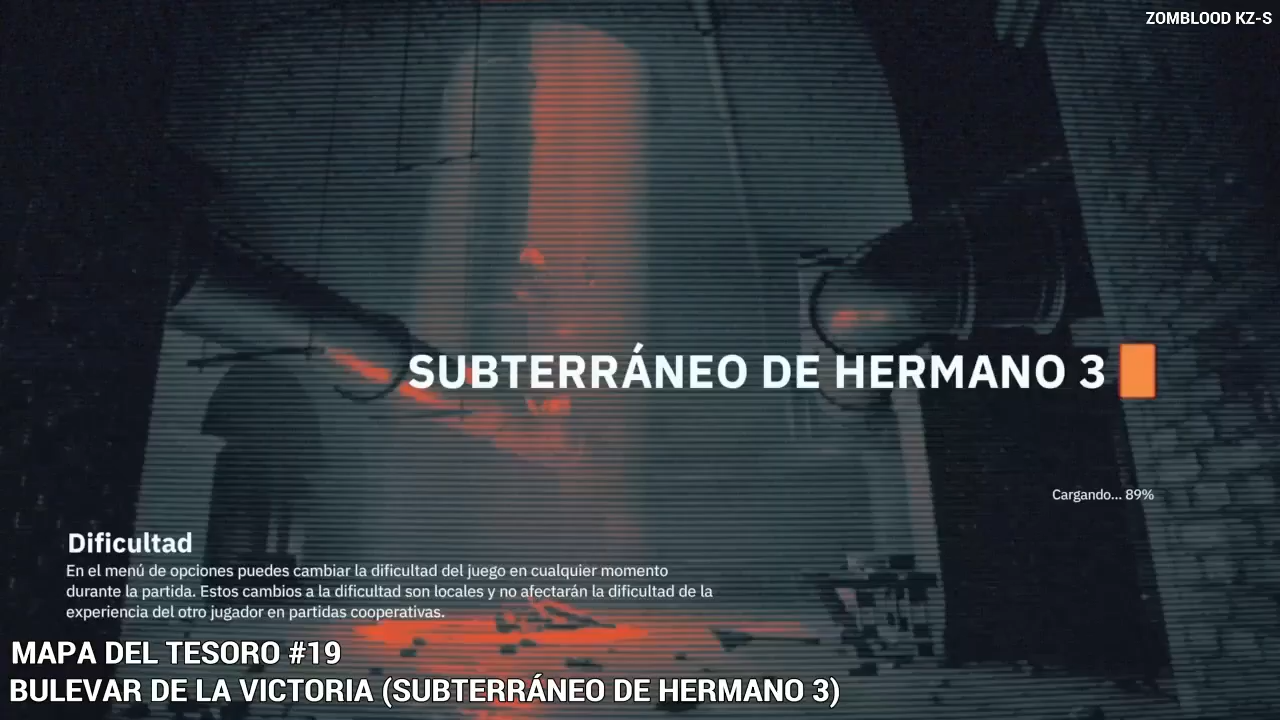 ZOMBLOOD KZ-S
SUBTERRÁNEO DE HERMANO 3
Cargando... 89%
Dificultad
En el menú de opciones puedes cambiar la dificultad del juego en cualquier momento
durante la partida. Estos cambios a la dificultad son locales y no afectarán la dificultad de la
experiencia del otro jugador en partidas cooperativas.
MAPA DEL TESORO #19
BULEVAR DE LA VICTORIA (SUBTERRÁNEO DE HERMANO 3)